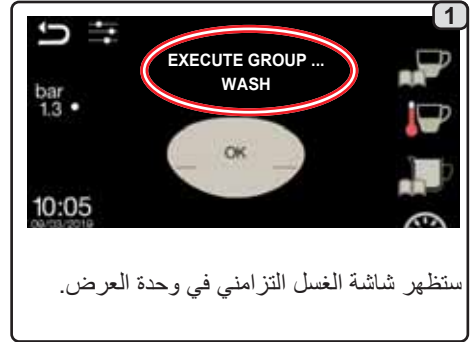 1
EXECUTE GROUP ...
WASH
bar
1.3
OK
10:05
09/03/2019
ستظهر شاشة الغسل التزامني في وحدة العرض.